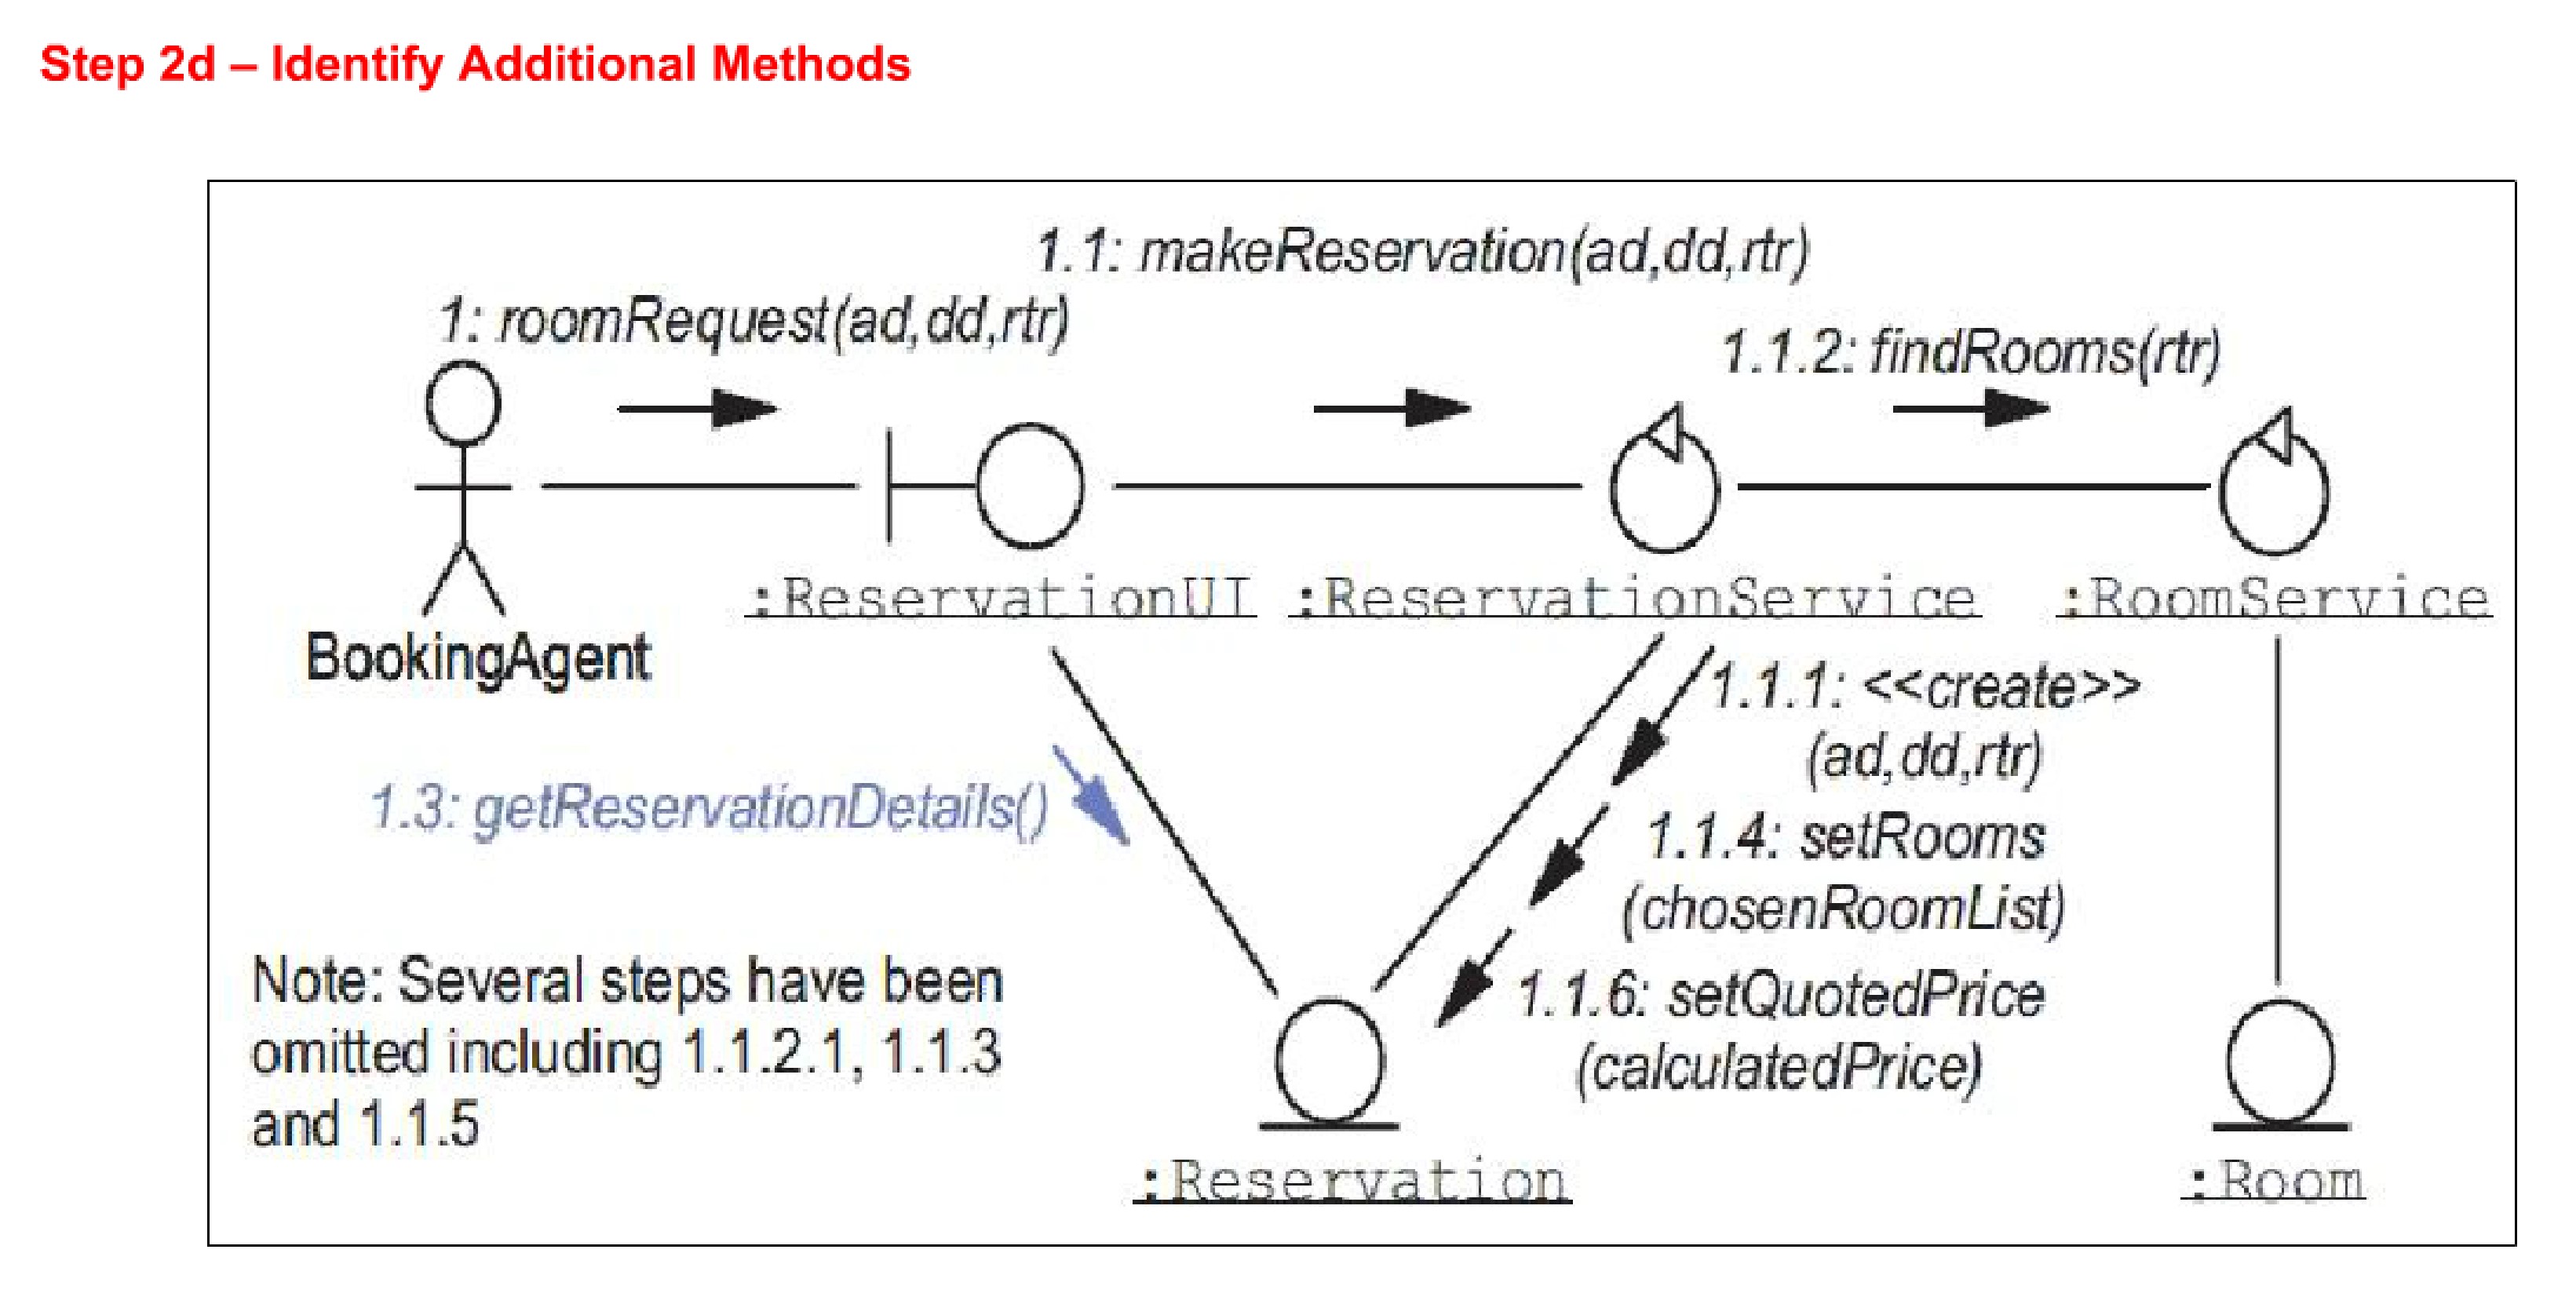 Step 2d – Identify Additional Methods
1.1: makeReservation(ad,dd,rtr)
1: roomRequest(ad,dd,rtr)
1.1.2: findRooms(rtr)
:ReservationUI
:ReservationService
:RoomService
BookingAgent
1.1.1: <<create>>
(ad,dd,rtr)
1.3: getReservationDetails()
1.1.4: setRooms
(chosenRoomList)
Note: Several steps have been
omitted including 1.1.2.1, 1.1.3
and 1.1.5
1.1.6: setQuotedPrice
(calculatedPrice)
:Reservation
:Room